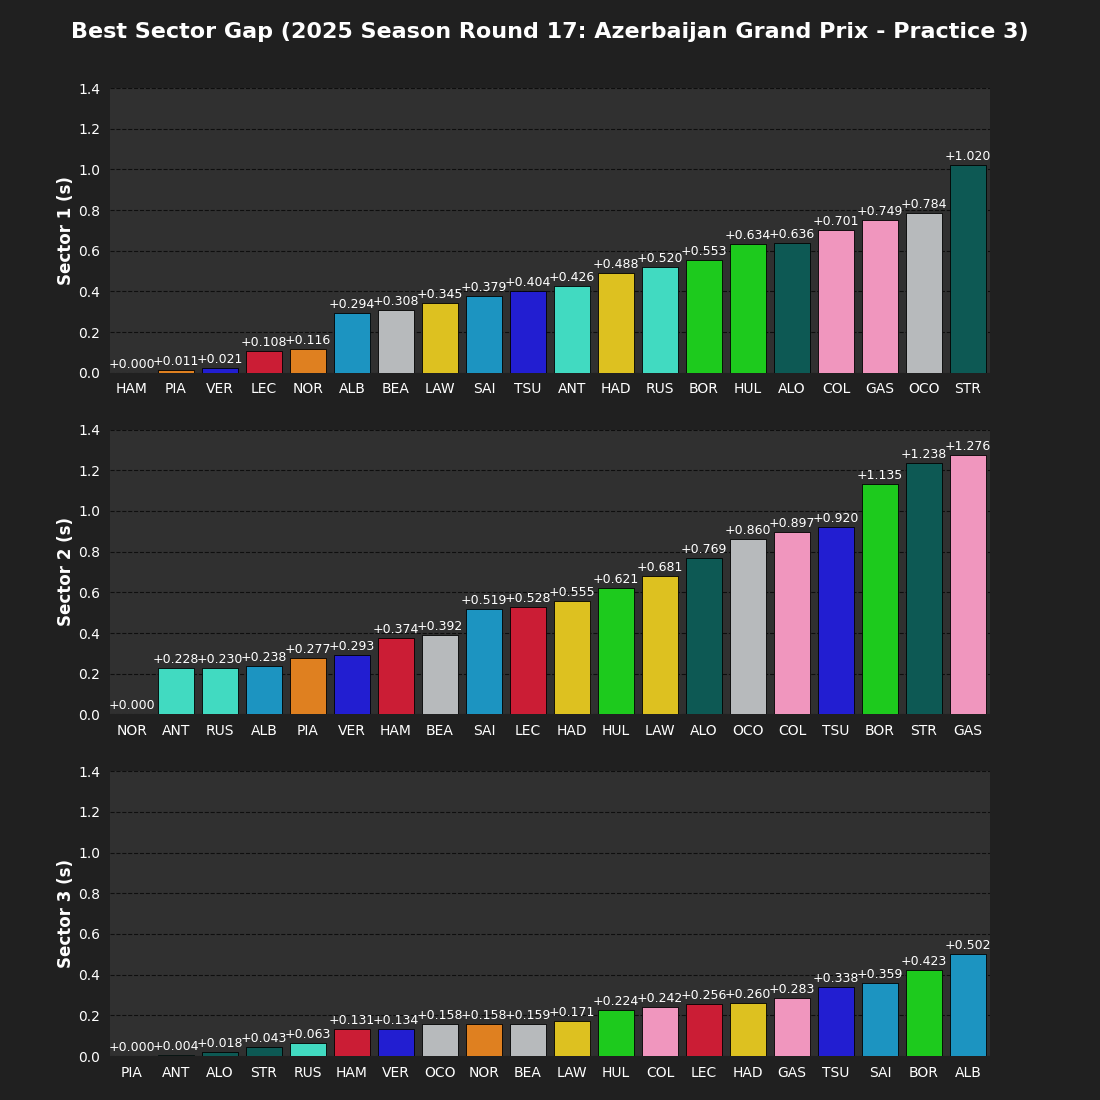 Best Sector Gap (2025 Season Round 17: Azerbaijan Grand Prix - Practice 3)
Sector 1 (s)
1.4
1.2
1.0
0.8
0.6
0.4
0.2
0.0
+0.000 +0.011 +0.021 +0.108 +0.116 +0.294 +0.308 +0.345 +0.379 +0.404 +0.426 +0.488 +0.520 +0.553 +0.634 +0.636 +0.701 +0.749 +0.784 +1.020
HAM PIA VER LEC NOR ALB BEA LAW SAI TSU ANT HAD RUS BOR HUL ALO COL GAS OCO STR
Sector 2 (s)
1.4
1.2
1.0
0.8
0.6
0.4
0.2
0.0
+0.000 +0.228 +0.230 +0.238 +0.277 +0.293 +0.374 +0.392 +0.519 +0.528 +0.555 +0.621 +0.681 +0.769 +0.860 +0.897 +0.920 +1.135 +1.238 +1.276
NOR ANT RUS ALB PIA VER HAM BEA SAI LEC HAD HUL LAW ALO OCO COL TSU BOR STR GAS
Sector 3 (s)
1.4
1.2
1.0
0.8
0.6
0.4
0.2
0.0
+0.000 +0.004 +0.018 +0.043 +0.063 +0.131 +0.134 +0.158 +0.158 +0.159 +0.171 +0.224 +0.242 +0.256 +0.260 +0.283 +0.338 +0.359 +0.423 +0.502
PIA ANT ALO STR RUS HAM VER OCO NOR BEA LAW HUL COL LEC HAD GAS TSU SAI BOR ALB